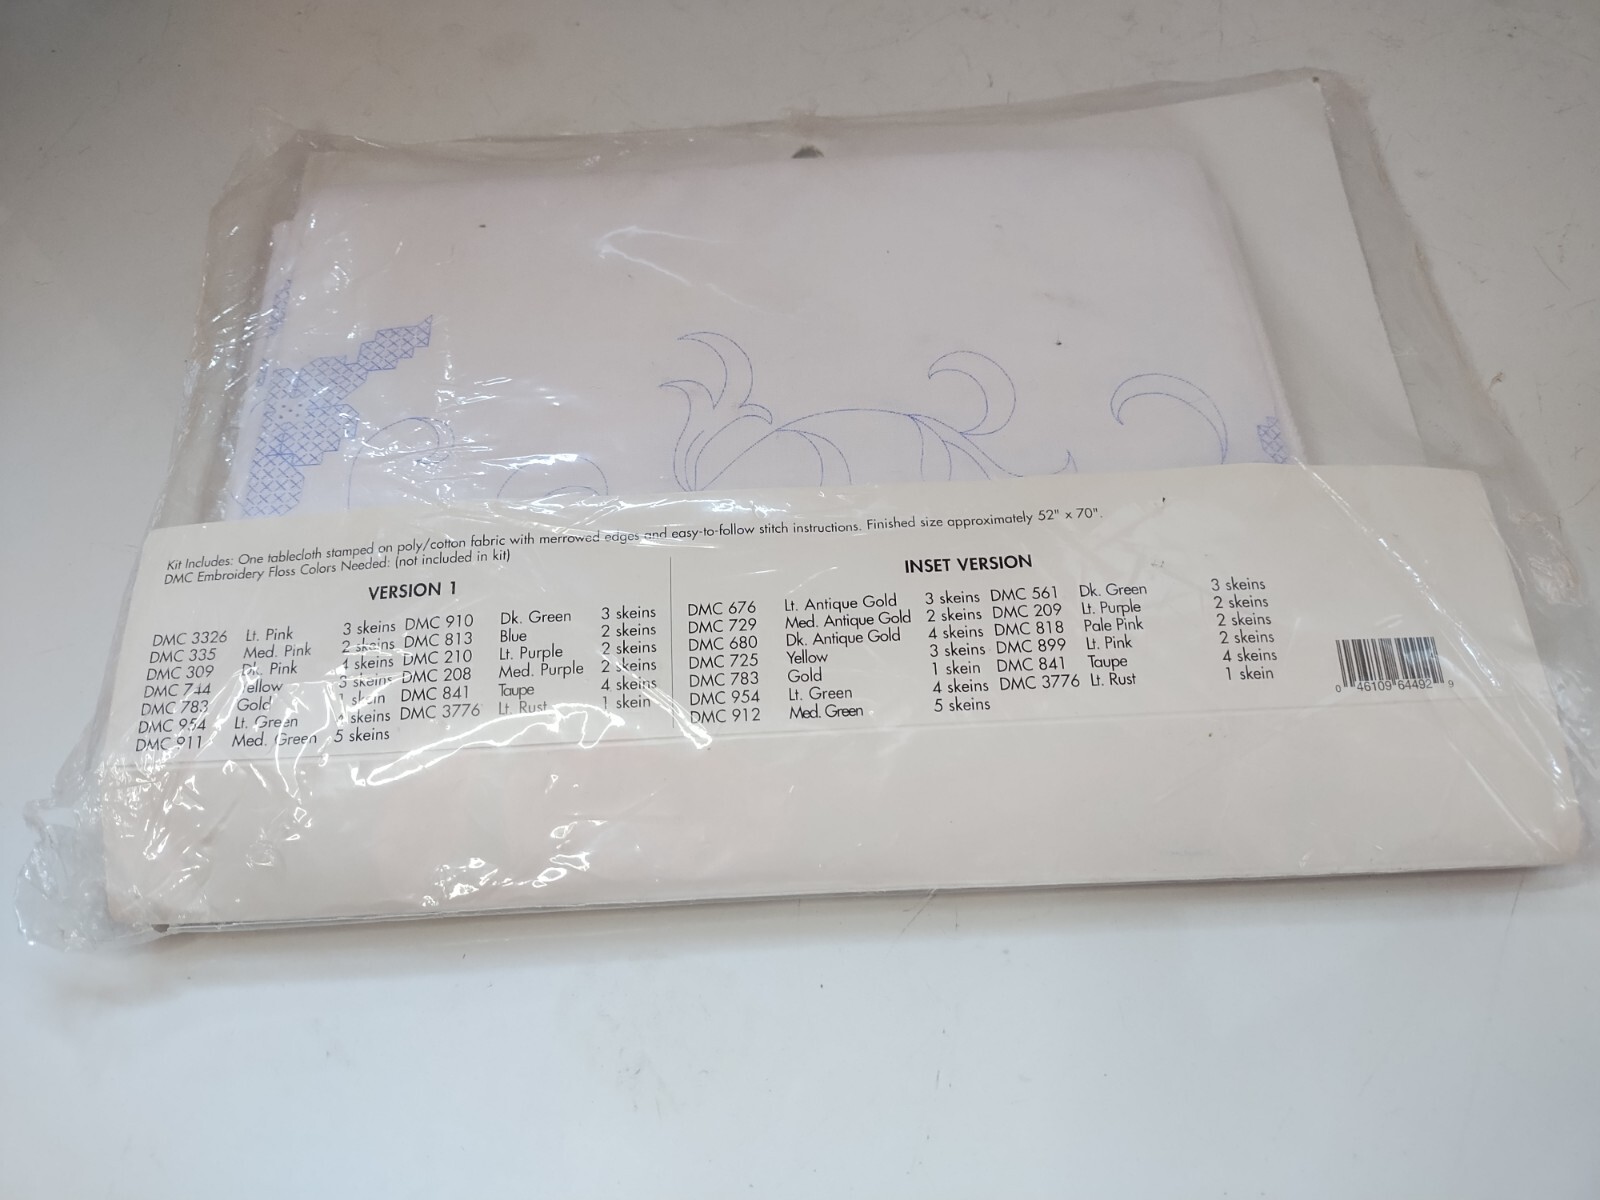 Kit Includes: One tablecloth stamped on poly/cotton fabric with merrowed edges and easy-to-follow stitch instructions. Finished size approximately 52" x 70".
DMC Embroidery Floss Colors Needed: (not included in kit)
VERSION 1
DMC 3326 Lt. Pink 3 skeins DMC 910 Dk. Green 3 skeins
DMC 335 Med. Pink 2 skeins DMC 813 Blue 2 skeins
DMC 309 Dk. Pink 4 skeins DMC 210 Lt. Purple 2 skeins
DMC 744 Yellow 3 skeins DMC 208 Med. Purple 2 skeins
DMC 783 Gold 1 skein DMC 841 Taupe 4 skeins
DMC 954 Lt. Green 4 skeins DMC 3776 Lt. Rust 1 skein
DMC 911 Med. Green 5 skeins
INSET VERSION
DMC 676 Lt. Antique Gold 3 skeins DMC 561 Dk. Green 3 skeins
DMC 729 Med. Antique Gold 2 skeins DMC 209 Lt. Purple 2 skeins
DMC 680 Dk. Antique Gold 4 skeins DMC 818 Pale Pink 2 skeins
DMC 725 Yellow 3 skeins DMC 899 Lt. Pink 2 skeins
DMC 783 Gold 1 skein DMC 841 Taupe 4 skeins
DMC 954 Lt. Green 4 skeins DMC 3776 Lt. Rust 1 skein
DMC 912 Med. Green 5 skeins
0 46109 64492 9